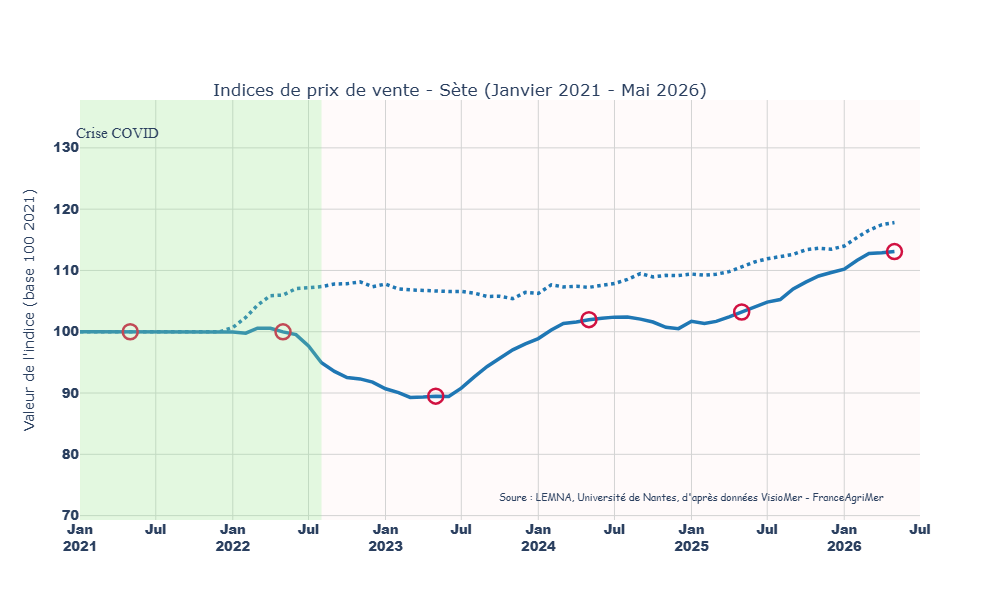 Indices de prix de vente - Sète (Janvier 2021 - Mai 2026)
Crise COVID
Valeur de l'indice (base 100 2021)
130
120
110
100
90
80
70
Soure : LEMNA, Université de Nantes, d'après données VisioMer - FranceAgriMer
Jan Jul Jan Jul Jan Jul Jan Jul Jan Jul Jan Jul
2021 2022 2023 2024 2025 2026